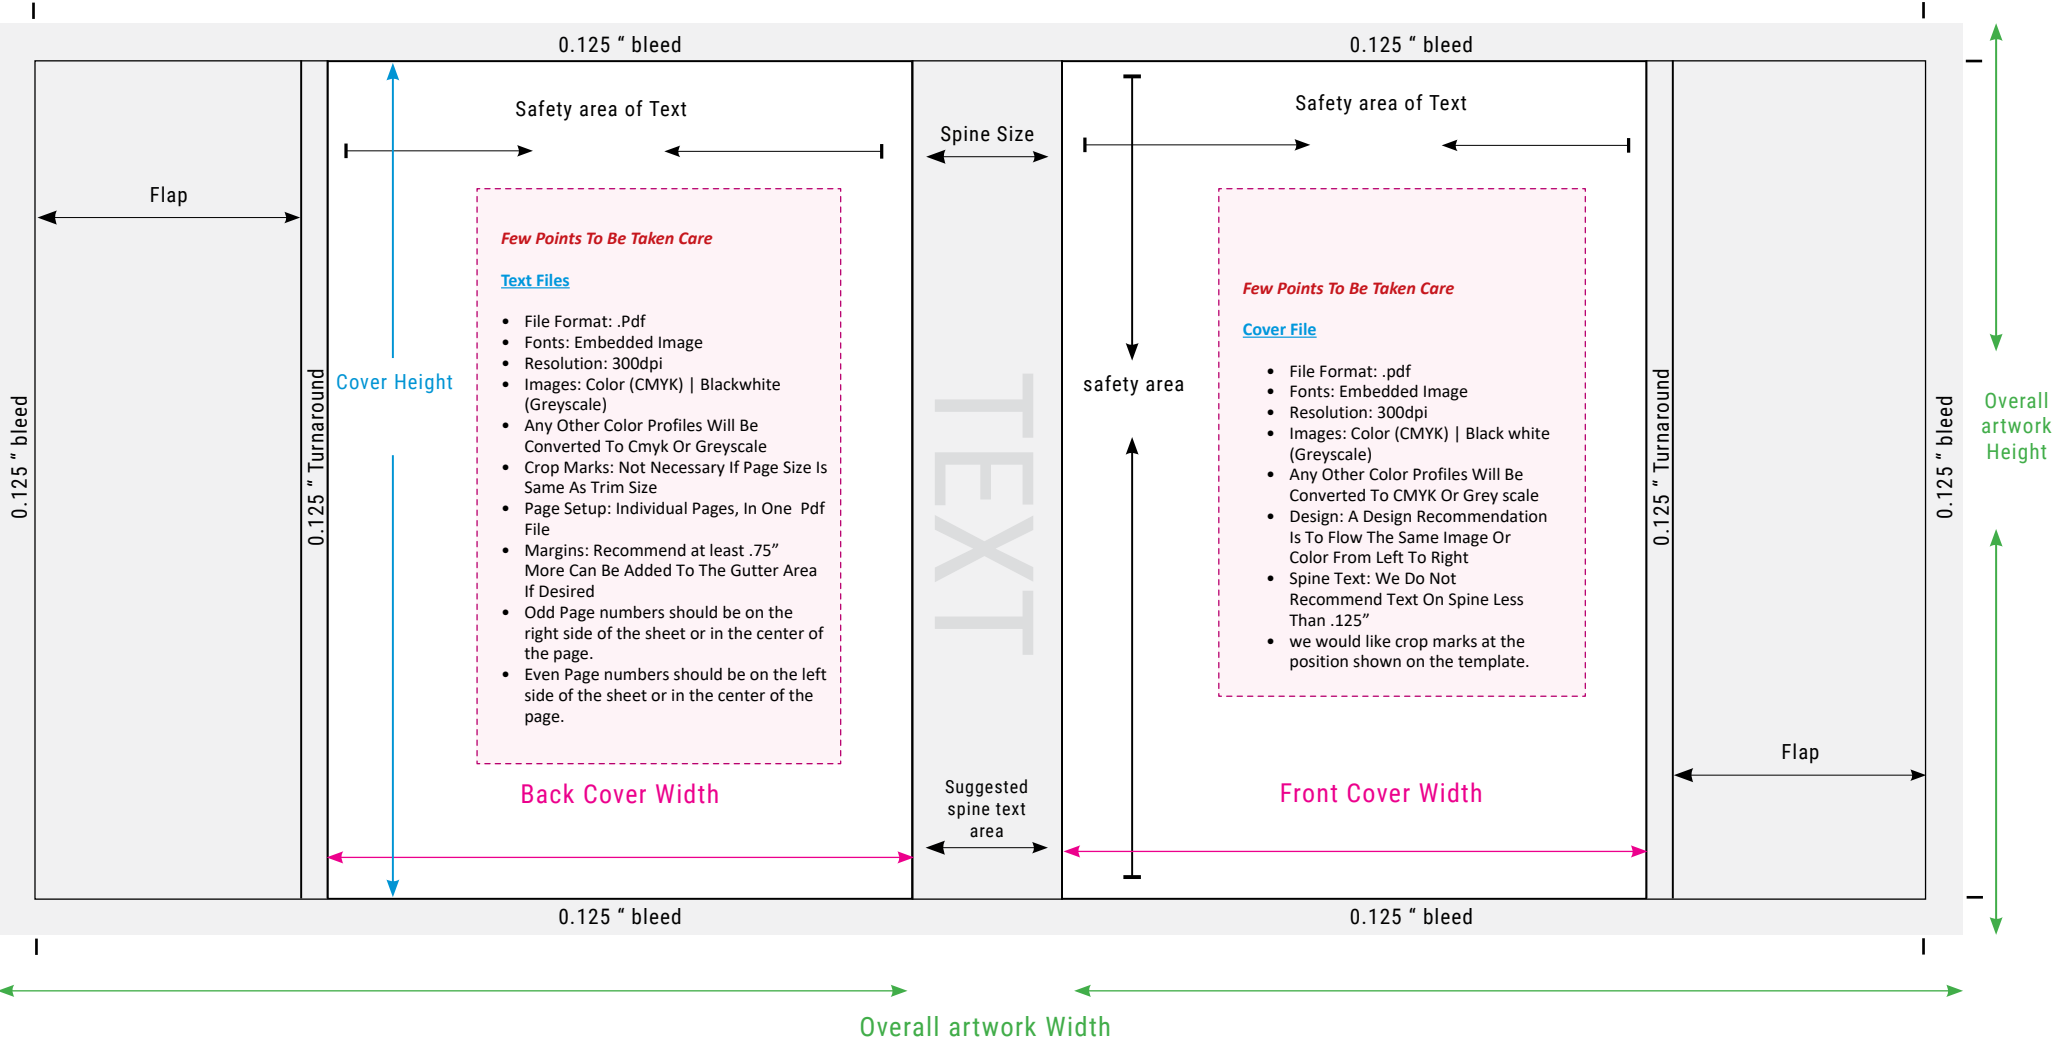 0.125 “ bleed
0.125 “ bleed
Safety area of Text
Safety area of Text
Spine Size
Flap
Few Points To Be Taken Care
Text Files
• File Format: .Pdf
• Fonts: Embedded Image
• Resolution: 300dpi
• Images: Color (CMYK) | Blackwhite
(Greyscale)
• Any Other Color Profiles Will Be
Converted To Cmyk Or Greyscale
• Crop Marks: Not Necessary If Page Size Is
Same As Trim Size
• Page Setup: Individual Pages, In One Pdf
File
• Margins: Recommend at least .75”
More Can Be Added To The Gutter Area
If Desired
• Odd Page numbers should be on the
right side of the sheet or in the center of
the page.
• Even Page numbers should be on the left
side of the sheet or in the center of the
page.
Few Points To Be Taken Care
Cover File
• File Format: .pdf
• Fonts: Embedded Image
• Resolution: 300dpi
• Images: Color (CMYK) | Black white
(Greyscale)
• Any Other Color Profiles Will Be
Converted To CMYK Or Grey scale
• Design: A Design Recommendation
Is To Flow The Same Image Or
Color From Left To Right
• Spine Text: We Do Not
Recommend Text On Spine Less
Than .125”
• we would like crop marks at the
position shown on the template.
0.125 “ bleed
0.125 “ Turnaround
Cover Height
TEXT
safety area
0.125 “ Turnaround
0.125 “ bleed
Overall
artwork
Height
Flap
Back Cover Width
Suggested
spine text
area
Front Cover Width
0.125 “ bleed
0.125 “ bleed
Overall artwork Width